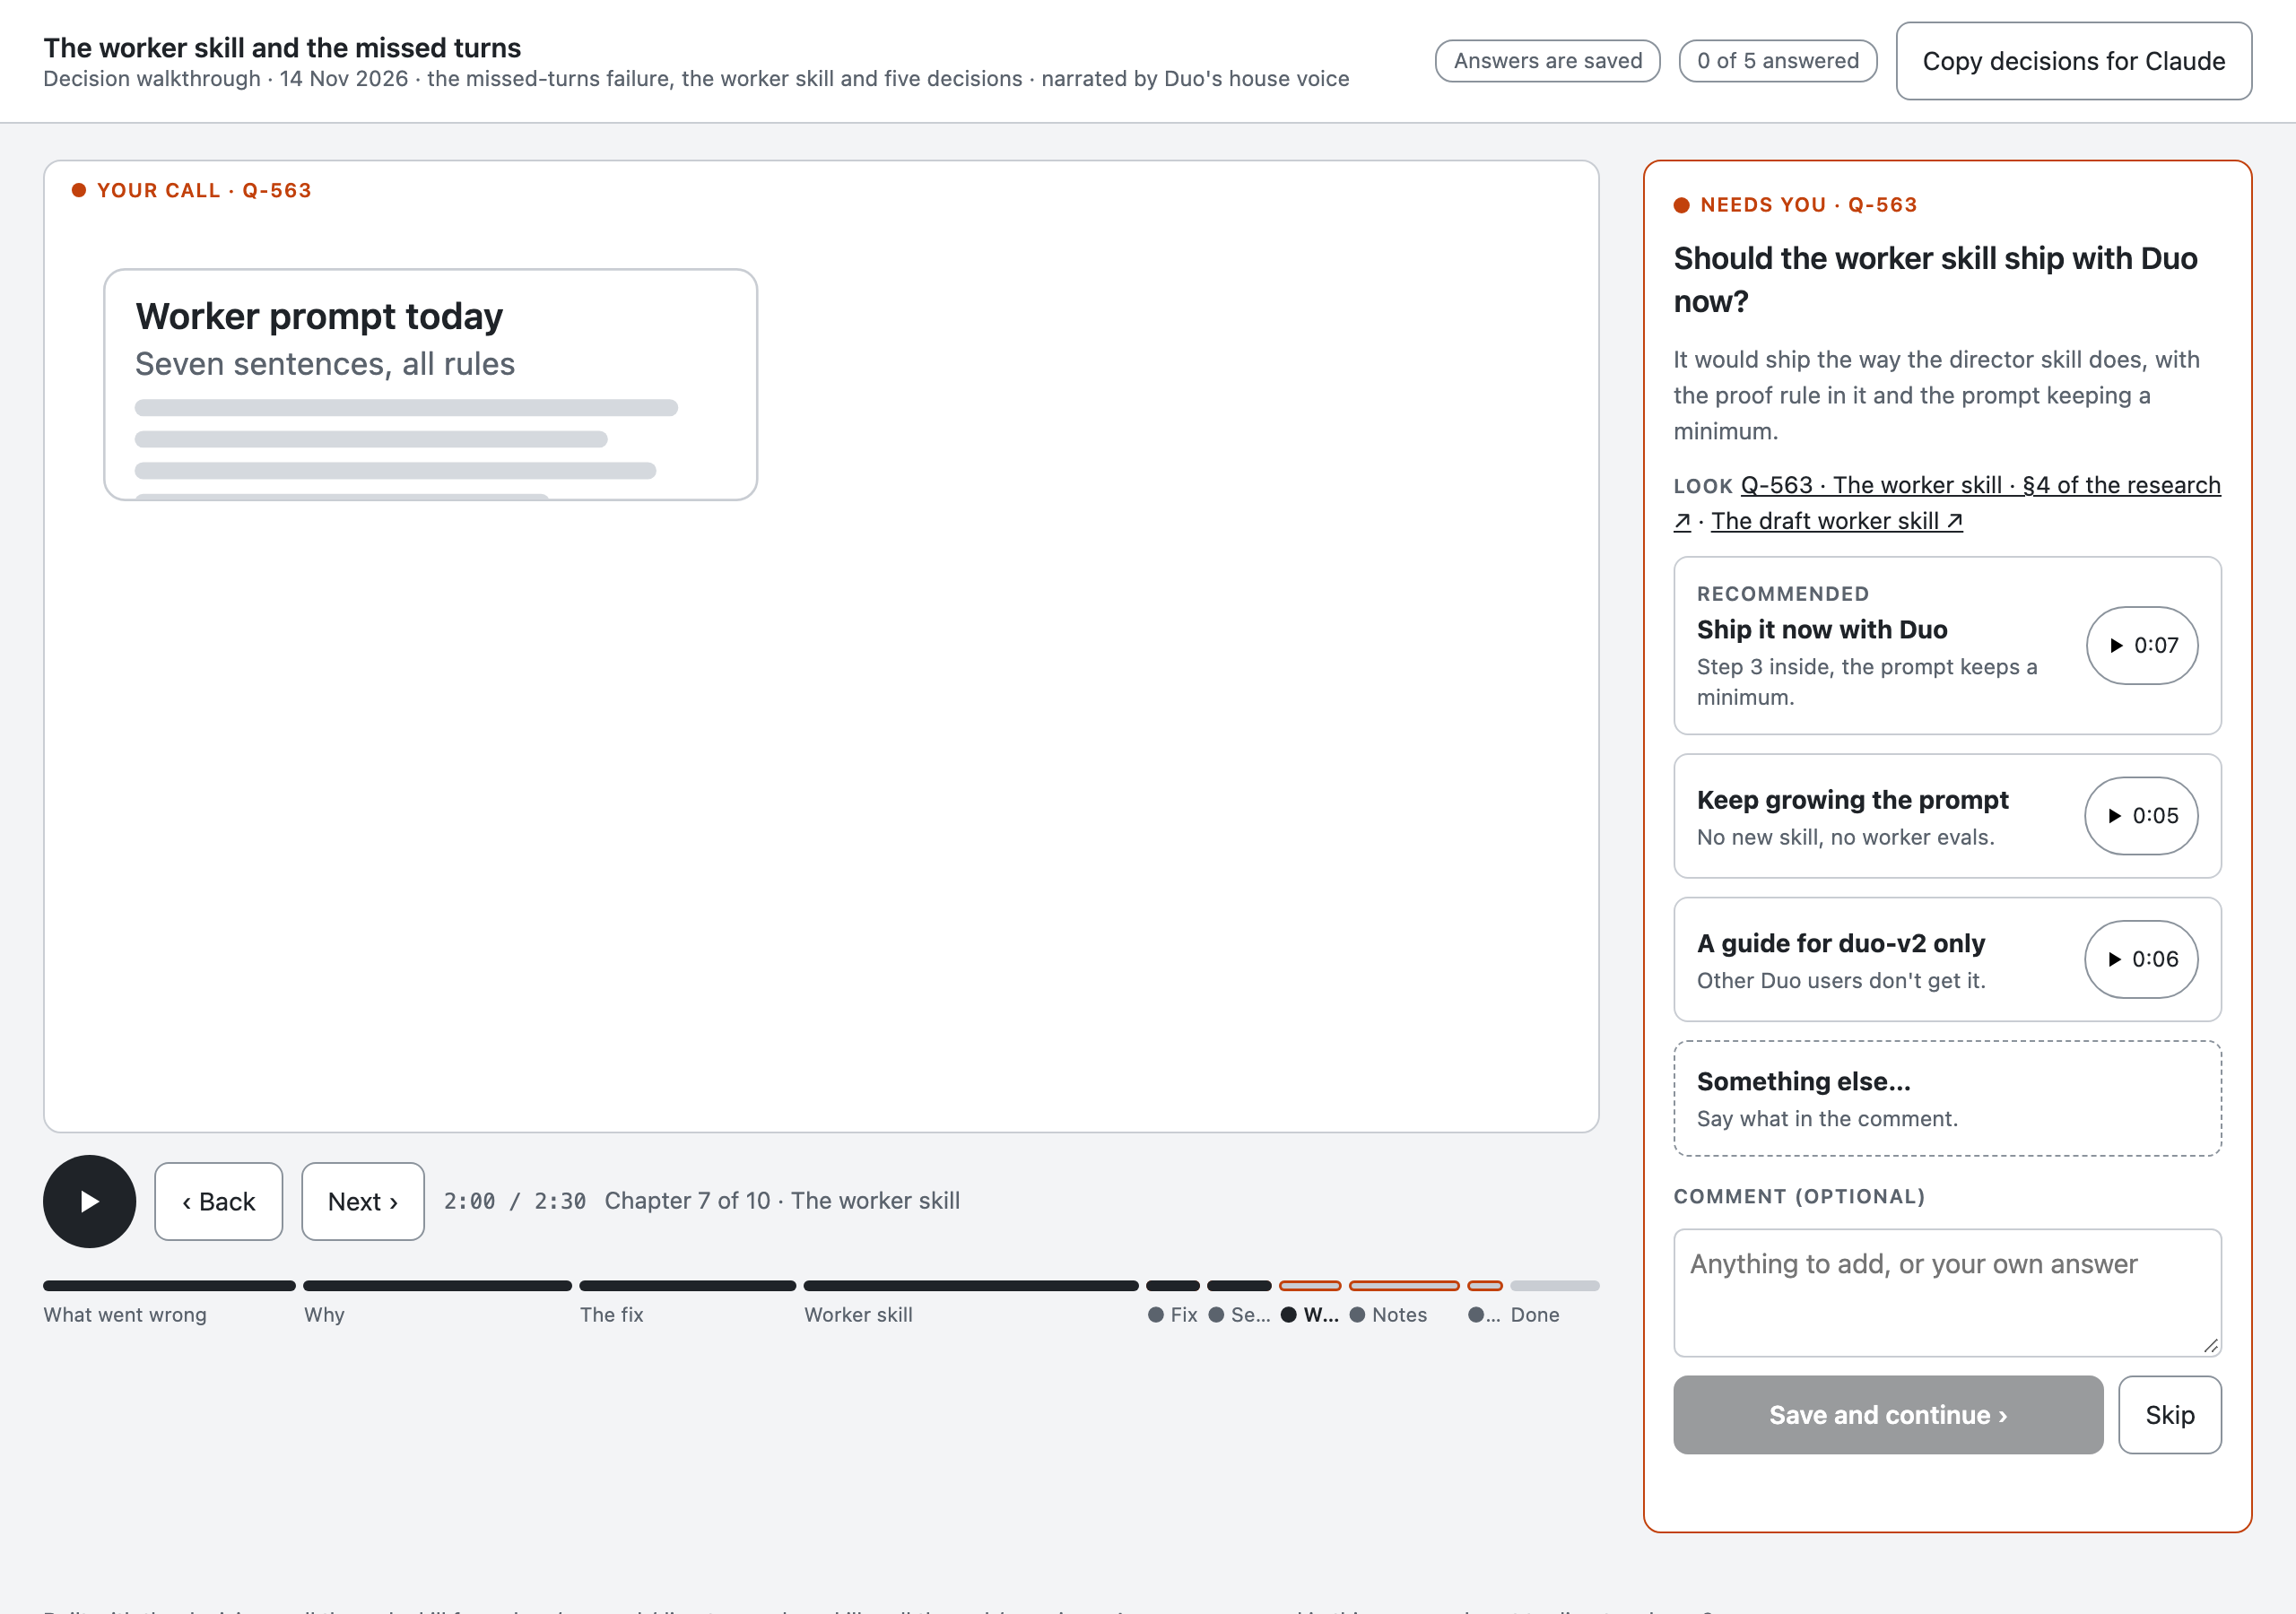 The worker skill and the missed turns
Decision walkthrough · 14 Nov 2026 · the missed-turns failure, the worker skill and five decisions · narrated by Duo's house voice
Answers are saved
0 of 5 answered
Copy decisions for Claude
YOUR CALL · Q-563
Worker prompt today
Seven sentences, all rules
‹ Back
Next ›
2:00 / 2:30
Chapter 7 of 10 · The worker skill
What went wrong
Why
The fix
Worker skill
Fix
Se...
W...
Notes
...
Done
NEEDS YOU · Q-563
Should the worker skill ship with Duo
now?
It would ship the way the director skill does, with
the proof rule in it and the prompt keeping a
minimum.
LOOK Q-563 · The worker skill · §4 of the research
↗ · The draft worker skill ↗
RECOMMENDED
Ship it now with Duo
Step 3 inside, the prompt keeps a
minimum.
0:07
Keep growing the prompt
No new skill, no worker evals.
0:05
A guide for duo-v2 only
Other Duo users don't get it.
0:06
Something else...
Say what in the comment.
COMMENT (OPTIONAL)
Anything to add, or your own answer
Save and continue ›
Skip